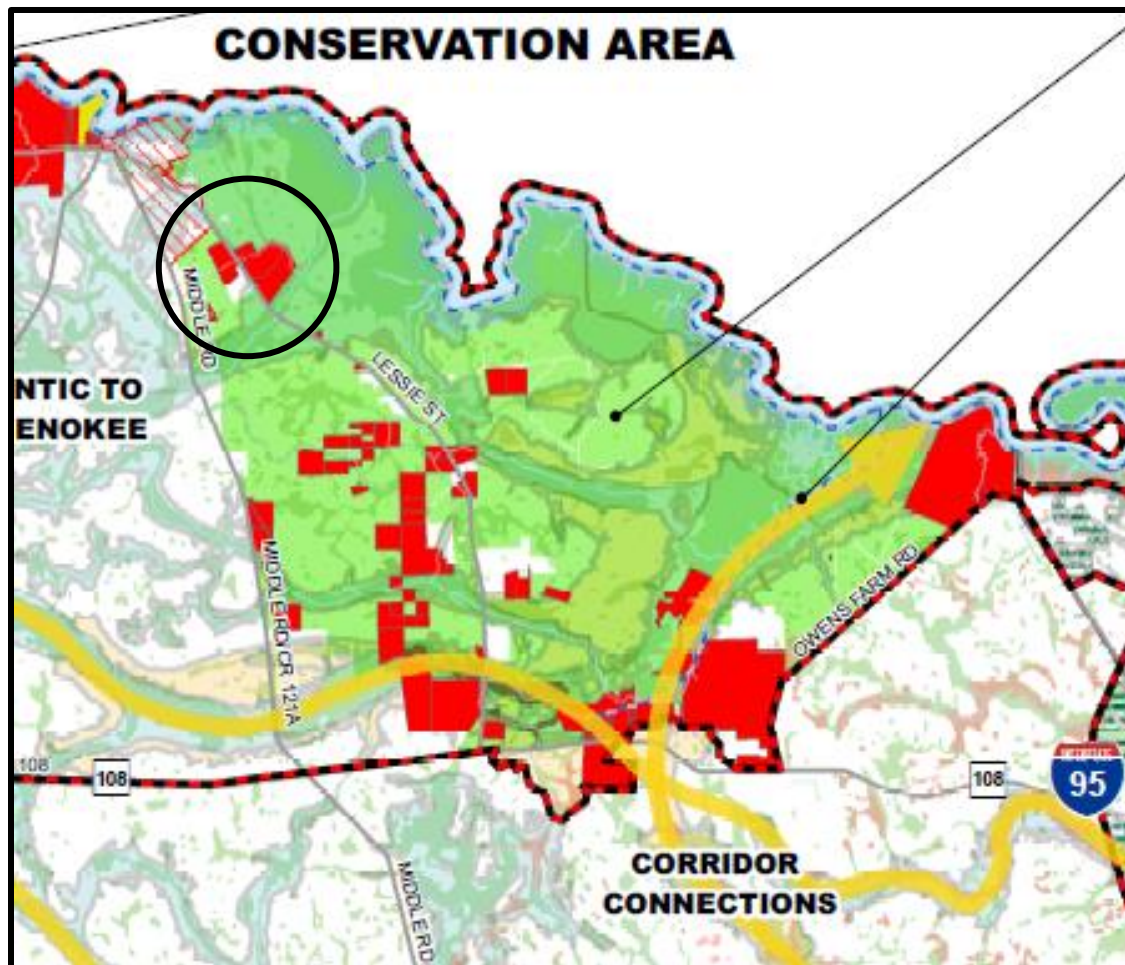 CONSERVATION AREA
MIDDLE RD
LESSIE ST
NTIC TO
ENOKEE
MIDDLE RD/CR 121A
OWENS FARM RD
108
108
108
95
CORRIDOR
CONNECTIONS
MIDDLE RD